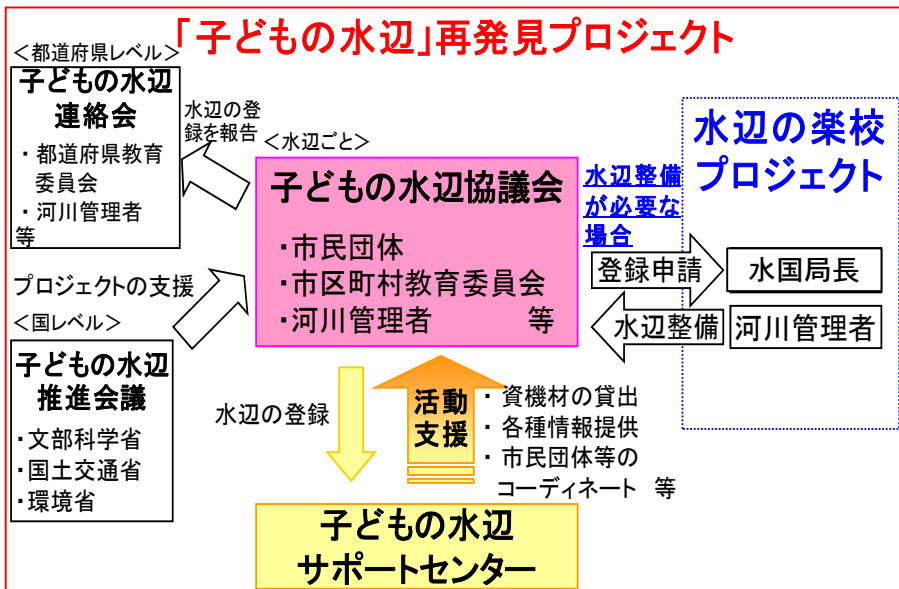 「子どもの水辺」再発見プロジェクト
＜都道府県レベル＞
子どもの水辺
連絡会
・都道府県教育
委員会
・河川管理者
等
水辺の登
録を報告
＜水辺ごと＞
子どもの水辺協議会
・市民団体
・市区町村教育委員会
・河川管理者　　　等
水辺整備
が必要な
場合
水辺の楽校
プロジェクト
登録申請
水国局長
水辺整備
河川管理者
プロジェクトの支援
＜国レベル＞
子どもの水辺
推進会議
・文部科学省
・国土交通省
・環境省
水辺の登録
活動
支援
・資機材の貸出
・各種情報提供
・市民団体等の
コーディネート　等
子どもの水辺
サポートセンター